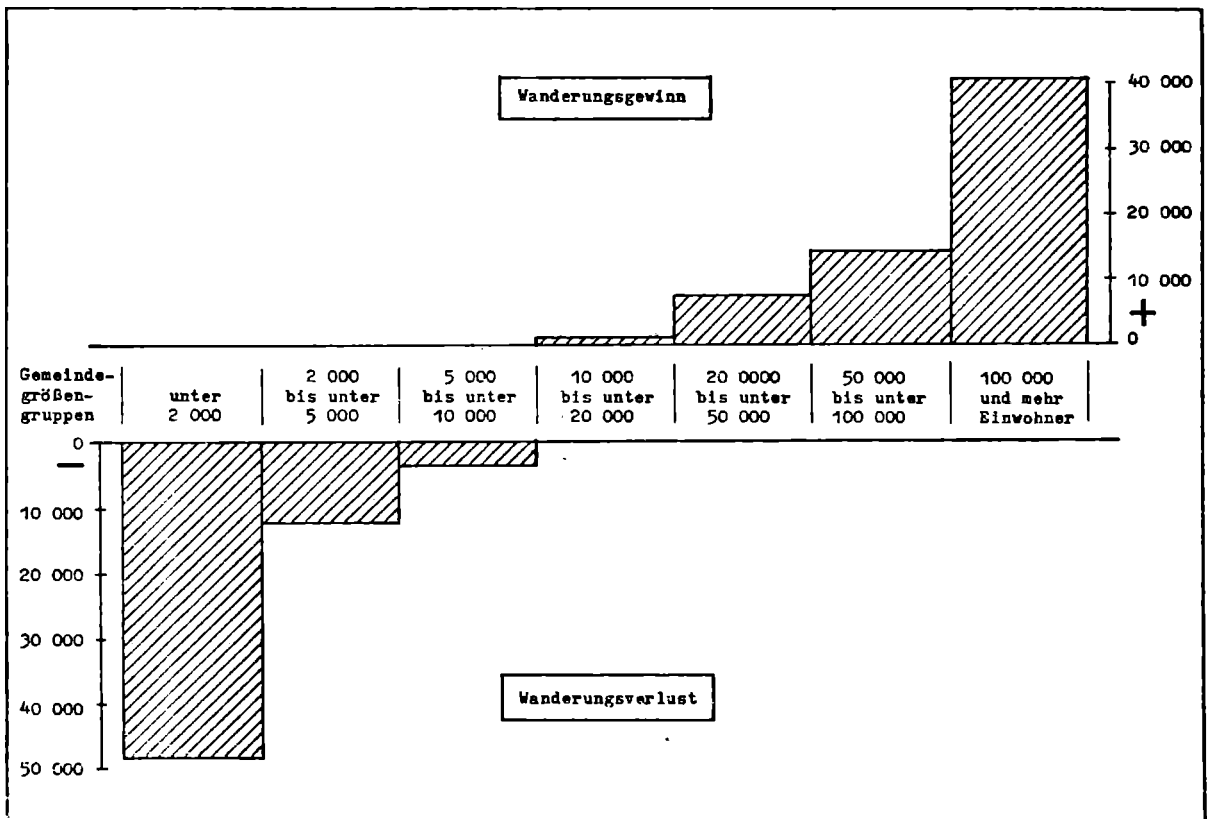 Wanderungsgewinn
40 000
30 000
20 000
10 000
+
0
Gemeinde-
größen-
gruppen
unter
2 000
2 000
bis unter
5 000
5 000
bis unter
10 000
10 000
bis unter
20 000
20 0000
bis unter
50 000
50 000
bis unter
100 000
100 000
und mehr
Einwohner
0
−
10 000
20 000
30 000
40 000
50 000
Wanderungsverlust